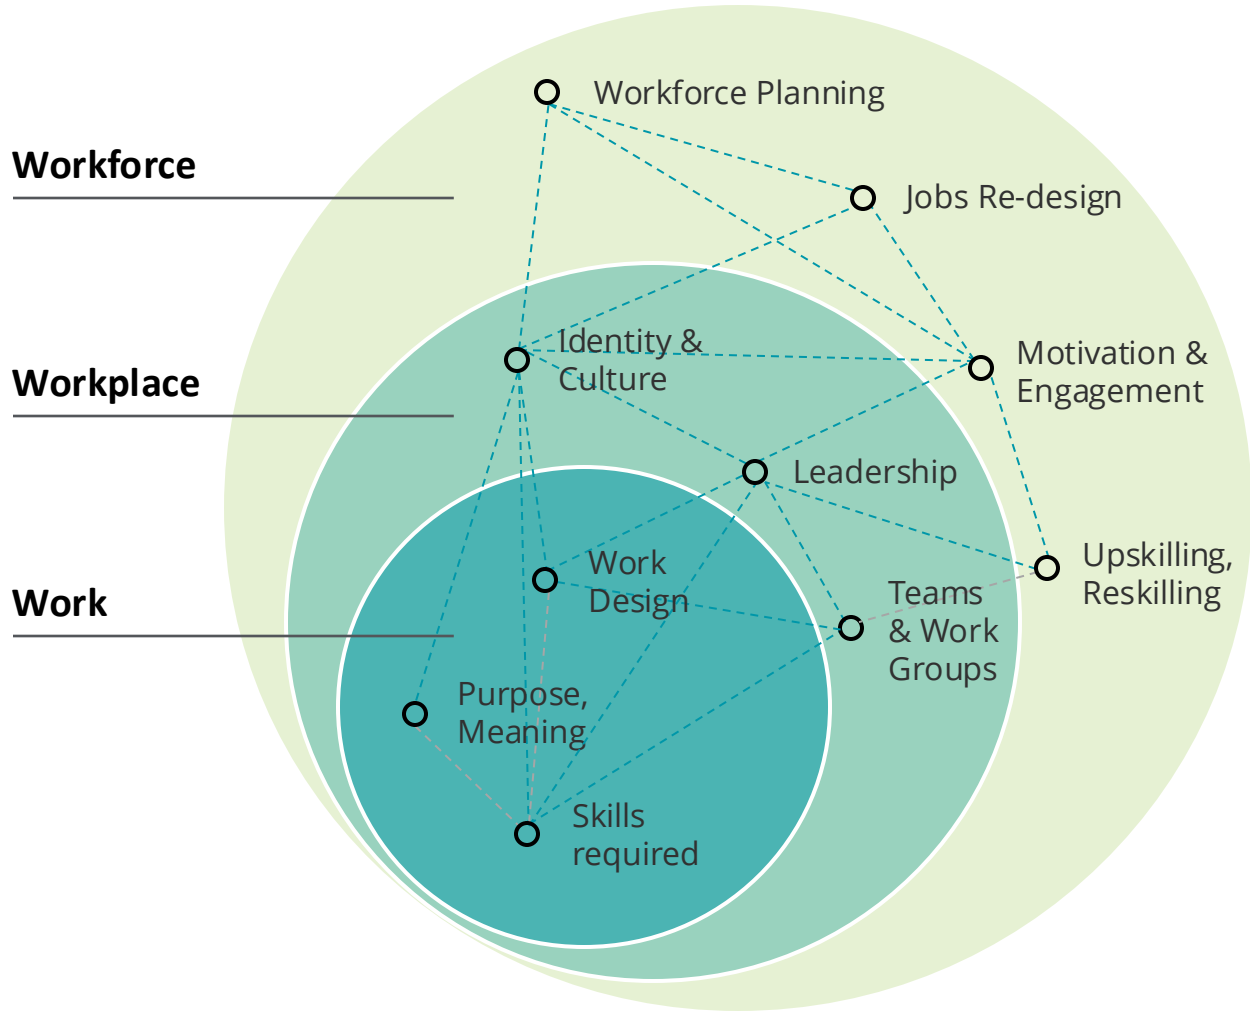 Workforce Planning
Workforce
Jobs Re-design
Identity &
Culture
Motivation &
Engagement
Workplace
Leadership
Work
Design
Upskilling,
Reskilling
Work
Teams
& Work
Groups
Purpose,
Meaning
Skills
required